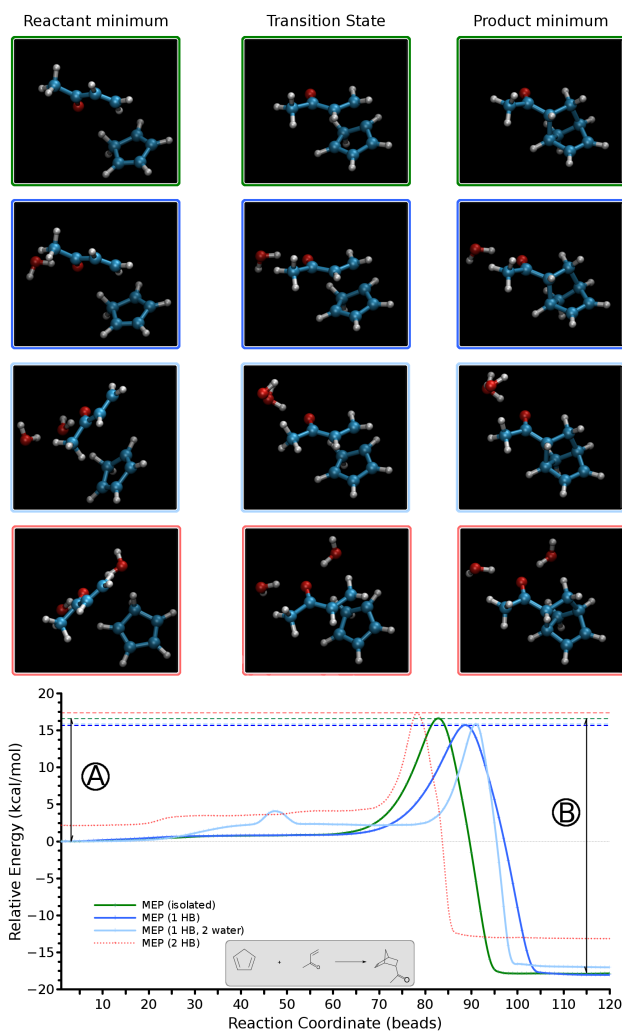 Reactant minimum
Transition State
Product minimum
20
15
10
5
0
−5
−10
−15
−20
Relative Energy (kcal/mol)
A
B
MEP (isolated)
MEP (1 HB)
MEP (1 HB, 2 water)
MEP (2 HB)
+
O
O
10 20 30 40 50 60 70 80 90 100 110 120
Reaction Coordinate (beads)